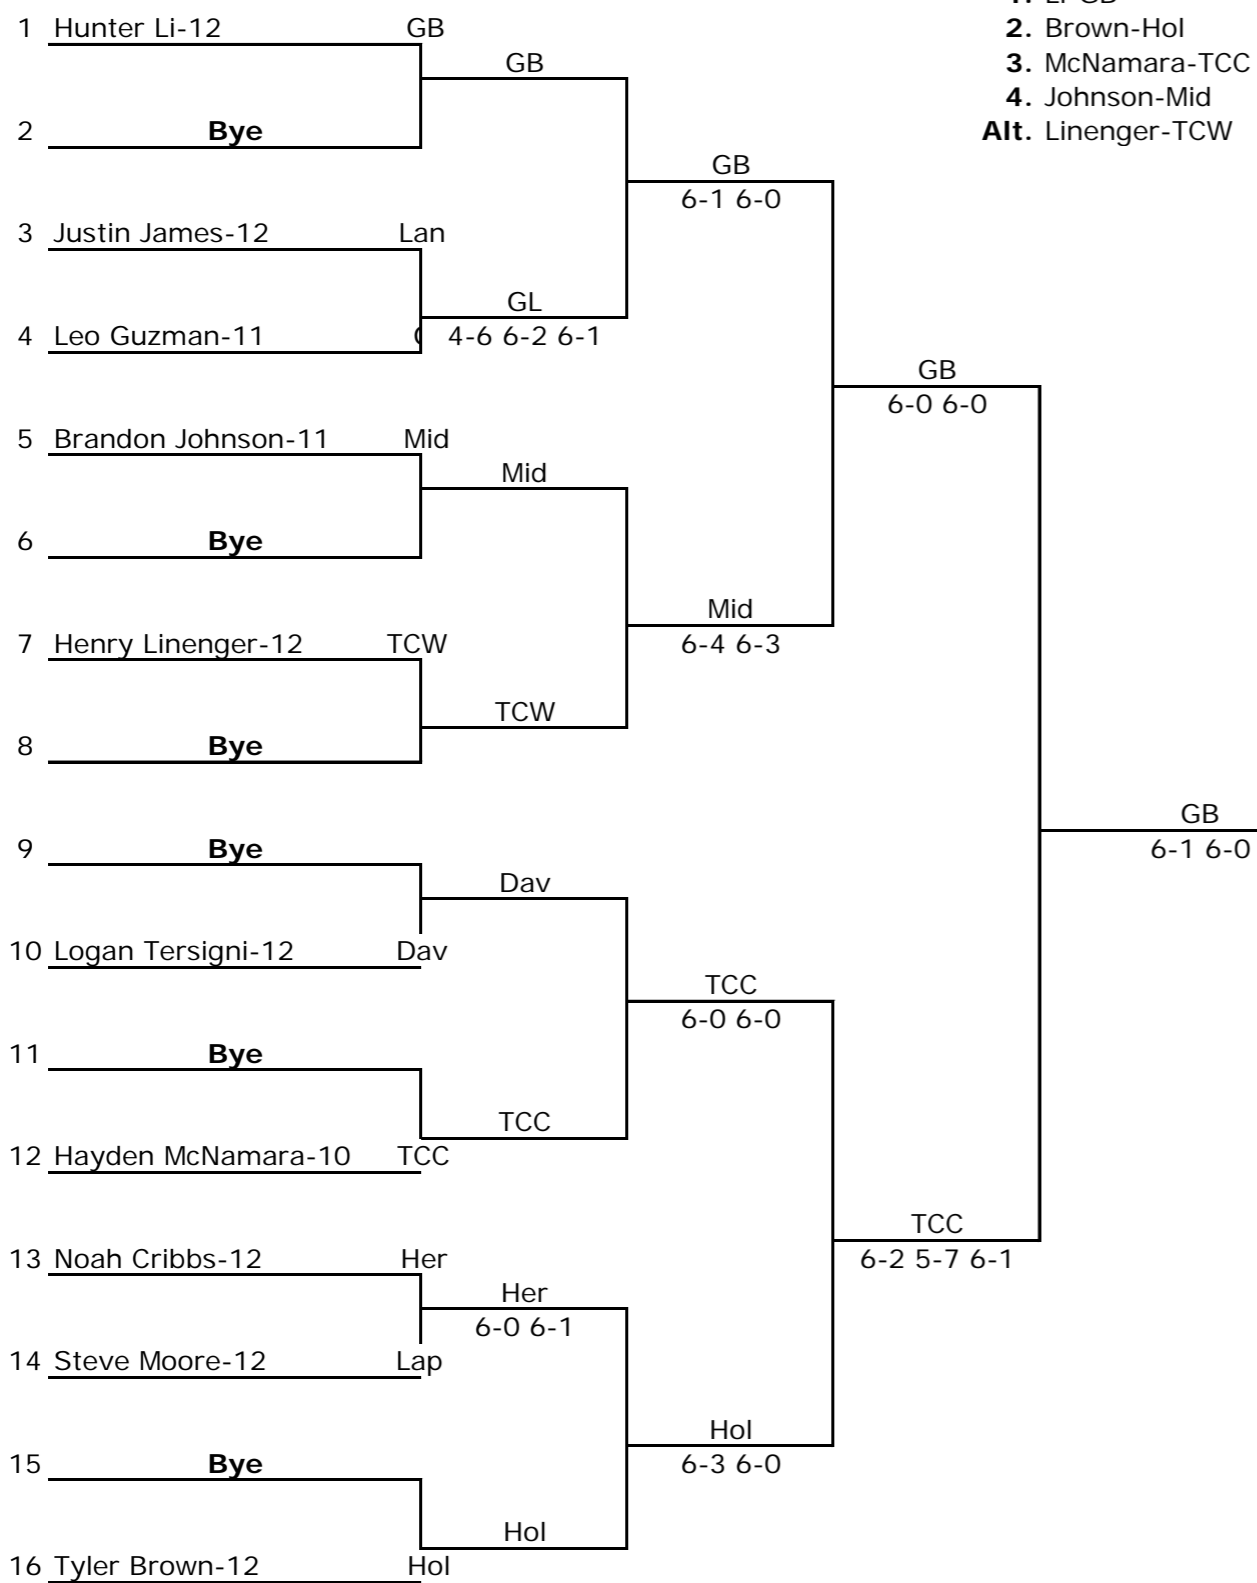 1. Li-GB
2. Brown-Hol
3. McNamara-TCC
4. Johnson-Mid
Alt. Linenger-TCW
1 Hunter Li-12 GB
GB
2 Bye
GB
6-1 6-0
3 Justin James-12 Lan
GL
4 Leo Guzman-11 4-6 6-2 6-1
GB
6-0 6-0
5 Brandon Johnson-11 Mid
Mid
6 Bye
Mid
6-4 6-3
7 Henry Linenger-12 TCW
TCW
8 Bye
GB
6-1 6-0
9 Bye
Dav
10 Logan Tersigni-12 Dav
TCC
6-0 6-0
11 Bye
TCC
12 Hayden McNamara-10 TCC
TCC
6-2 5-7 6-1
13 Noah Cribbs-12 Her
Her
6-0 6-1
14 Steve Moore-12 Lap
Hol
6-3 6-0
15 Bye
Hol
16 Tyler Brown-12 Hol